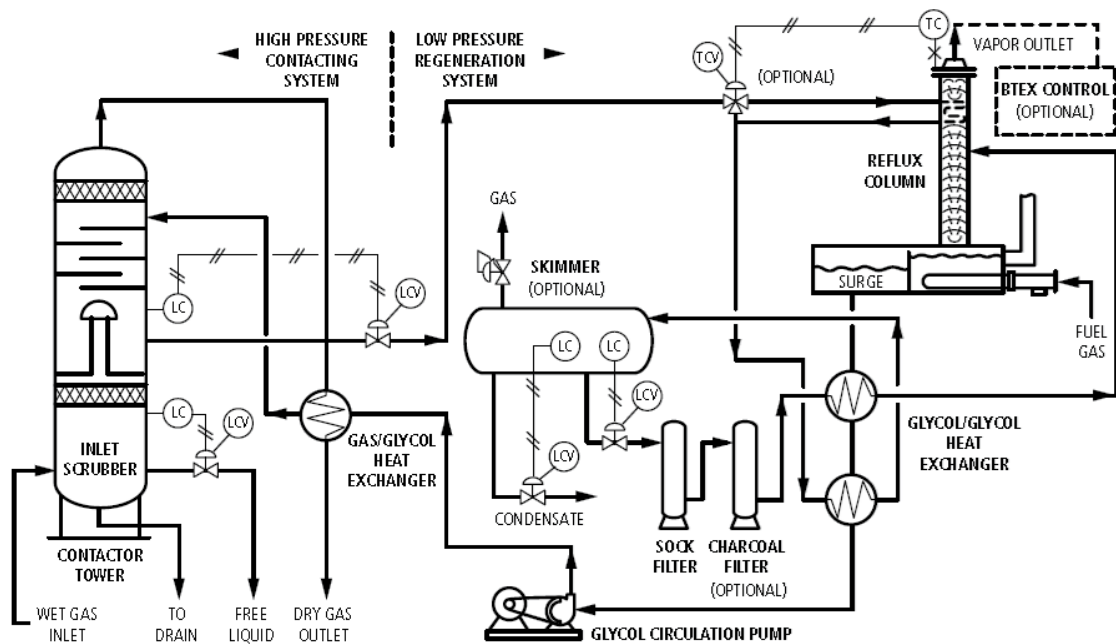 HIGH PRESSURE
CONTACTING
SYSTEM
LOW PRESSURE
REGENERATION
SYSTEM
TC
VAPOR OUTLET
TCV
(OPTIONAL)
BTEX CONTROL
(OPTIONAL)
REFLUX
COLUMN
GAS
SKIMMER
(OPTIONAL)
SURGE
LC
LCV
LC
LC
FUEL
GAS
LC
LCV
LCV
INLET
SCRUBBER
GAS/GLYCOL
HEAT
EXCHANGER
GLYCOL/GLYCOL
HEAT
EXCHANGER
LCV
CONDENSATE
CONTACTOR
TOWER
SOCK
FILTER
CHARCOAL
FILTER
(OPTIONAL)
WET GAS
INLET
TO
DRAIN
FREE
LIQUID
DRY GAS
OUTLET
GLYCOL CIRCULATION PUMP